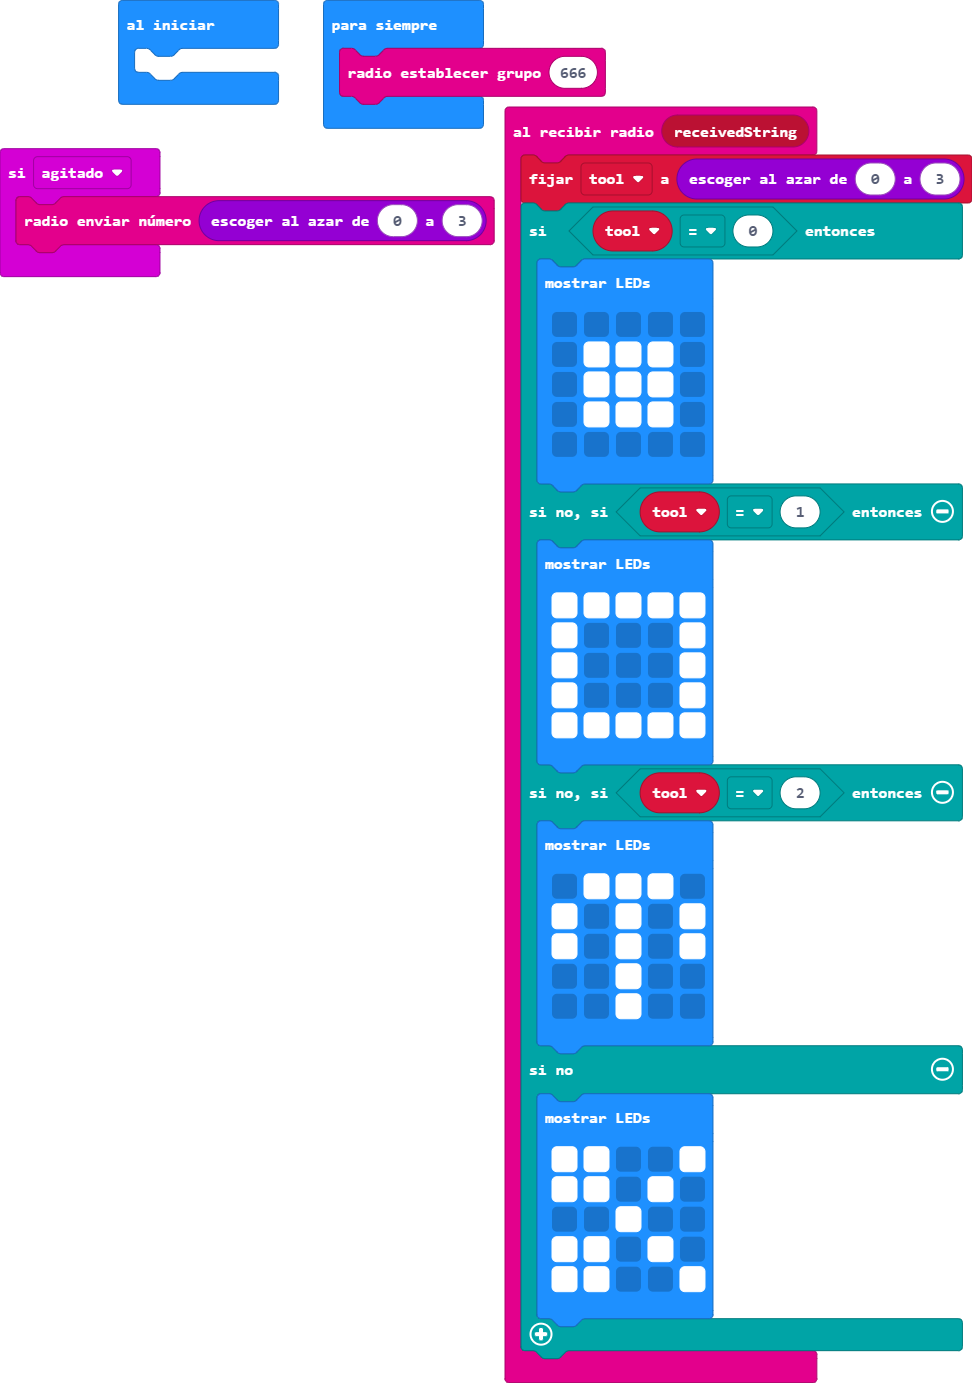 al iniciar
para siempre
radio establecer grupo 666
si agitado
radio enviar número escoger al azar de 0 a 3
al recibir radio receivedString
fijar tool a escoger al azar de 0 a 3
si tool = 0 entonces
mostrar LEDs
si no, si tool = 1 entonces
mostrar LEDs
si no, si tool = 2 entonces
mostrar LEDs
si no
mostrar LEDs